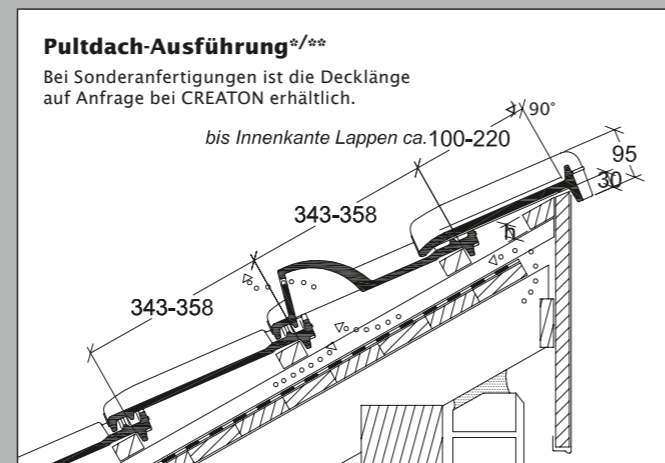 Pultdach-Ausführung*/**
Bei Sonderanfertigungen ist die Decklänge
auf Anfrage bei CREATON erhältlich.
90°
bis Innenkante Lappen ca. 100-220
95
30
343-358
h
343-358